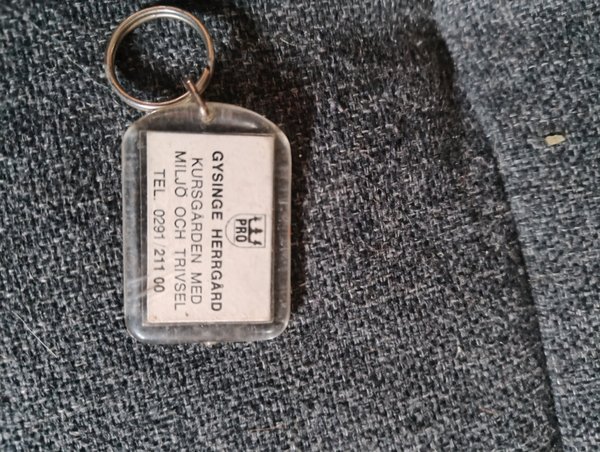 PRO
GYSINGE HERRGÅRD
KURSGÅRDEN MED
MILJÖ OCH TRIVSEL
TEL. 0291/211 00